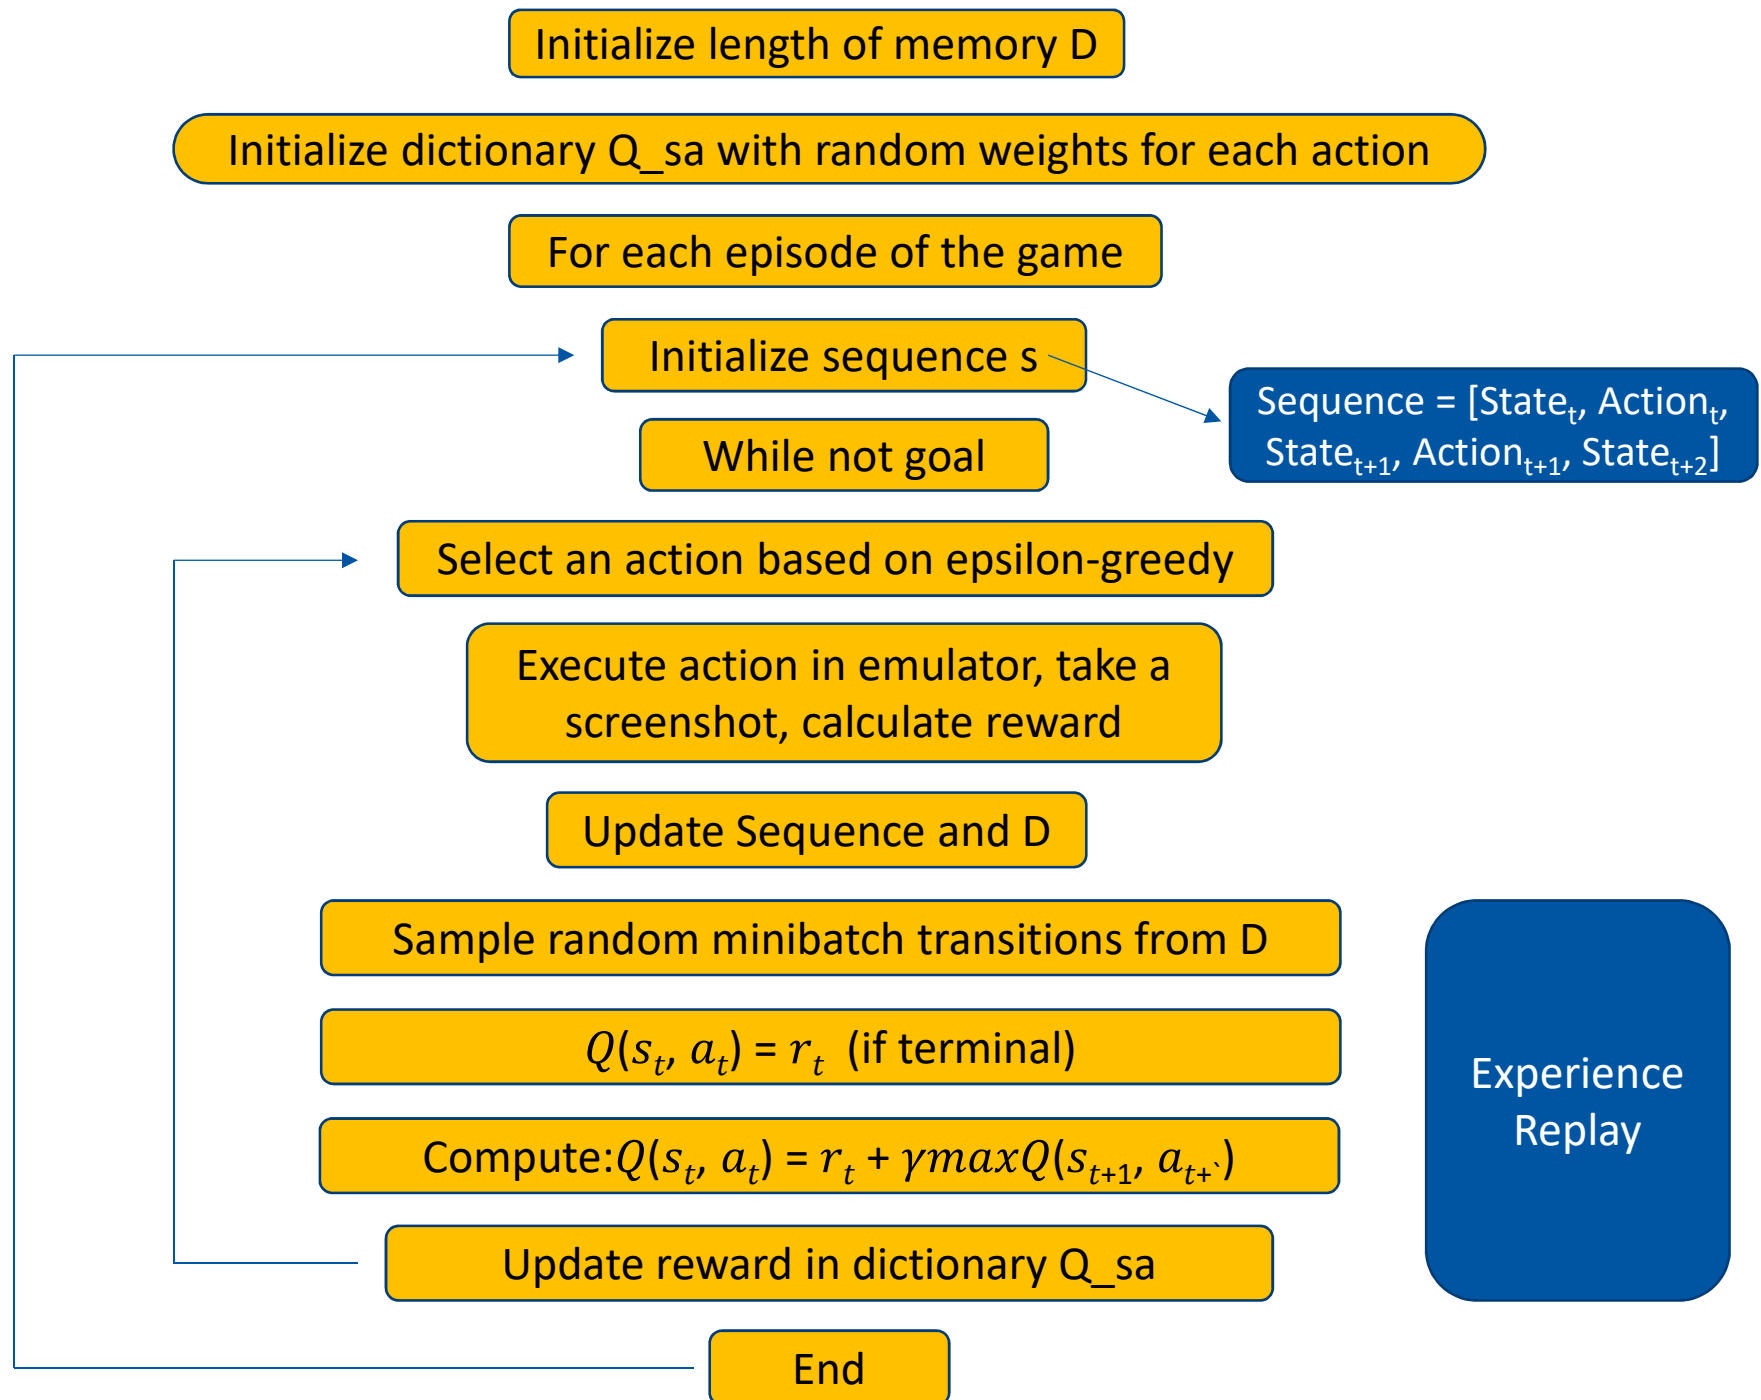 Initialize length of memory D
Initialize dictionary Q_sa with random weights for each action
For each episode of the game
Initialize sequence s
Sequence = [Stateₜ, Actionₜ,
Stateₜ₊₁, Actionₜ₊₁, Stateₜ₊₂]
While not goal
Select an action based on epsilon-greedy
Execute action in emulator, take a
screenshot, calculate reward
Update Sequence and D
Sample random minibatch transitions from D
Q(sₜ, aₜ) = rₜ (if terminal)
Compute:Q(sₜ, aₜ) = rₜ + γmaxQ(sₜ₊₁, aₜ₊`)
Update reward in dictionary Q_sa
Experience
Replay
End